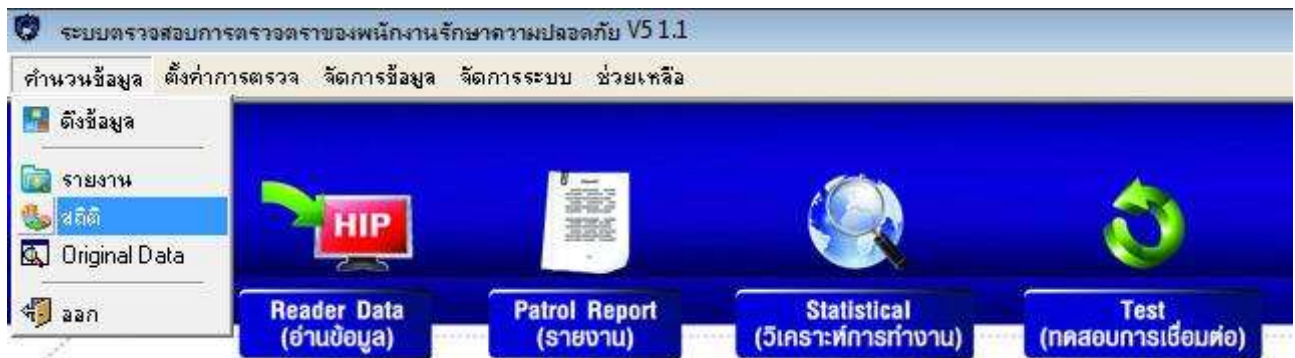 ระบบตรวจสอบการตรวจตราของพนักงานรักษาความปลอดภัย V5 1.1
คำนวนข้อมูล ตั้งค่าการตรวจ จัดการข้อมูล จัดการระบบ ช่วยเหลือ
ดึงข้อมูล
รายงาน
สถิติ
Original Data
ออก
HIP
Reader Data
(อ่านข้อมูล)
Patrol Report
(รายงาน)
Statistical
(วิเคราะห์การทำงาน)
Test
(ทดสอบการเชื่อมต่อ)